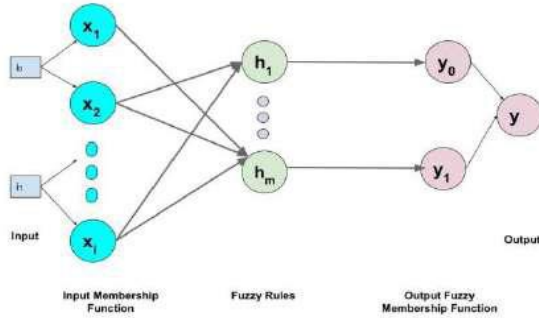 x1
x2
xi
h1
hm
y0
y1
y
Input
Output
Input Membership
Function
Fuzzy Rules
Output Fuzzy
Membership Function